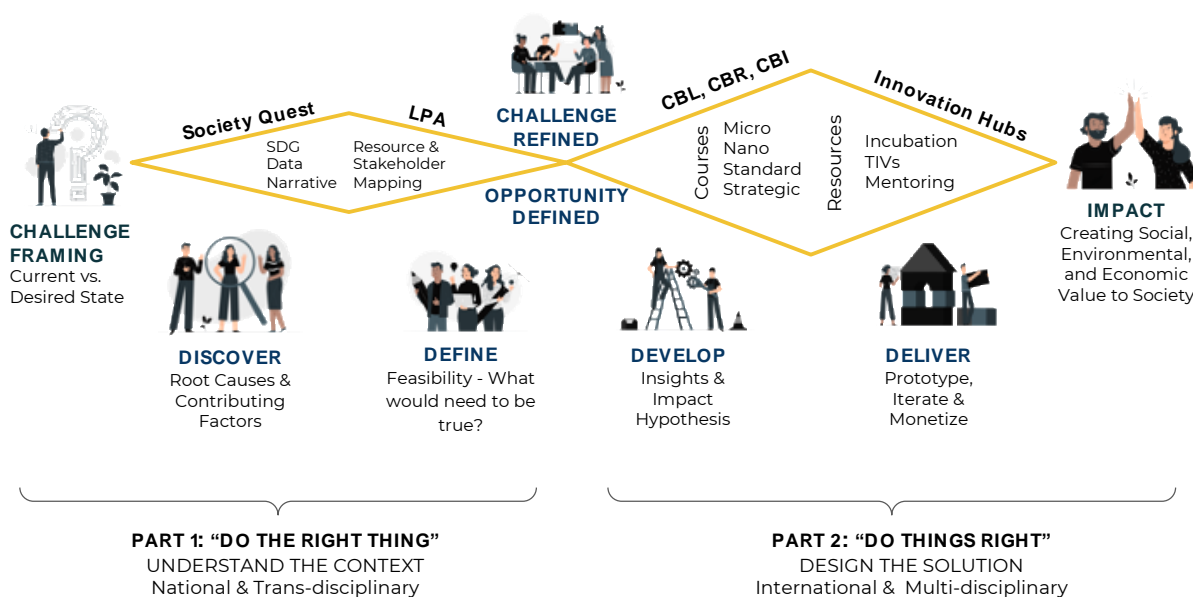 Society Quest
LPA
SDG
Data
Narrative
Resource &
Stakeholder
Mapping
CHALLENGE
REFINED
OPPORTUNITY
DEFINED
CBL, CBR, CBI
Innovation Hubs
Courses
Micro
Nano
Standard
Strategic
Resources
Incubation
TIVs
Mentoring
CHALLENGE
FRAMING
Current vs.
Desired State
IMPACT
Creating Social,
Environmental,
and Economic
Value to Society
DISCOVER
Root Causes &
Contributing
Factors
DEFINE
Feasibility - What
would need to be
true?
DEVELOP
Insights &
Impact
Hypothesis
DELIVER
Prototype,
Iterate &
Monetize
PART 1: “DO THE RIGHT THING”
UNDERSTAND THE CONTEXT
National & Trans-disciplinary
PART 2: “DO THINGS RIGHT”
DESIGN THE SOLUTION
International & Multi-disciplinary